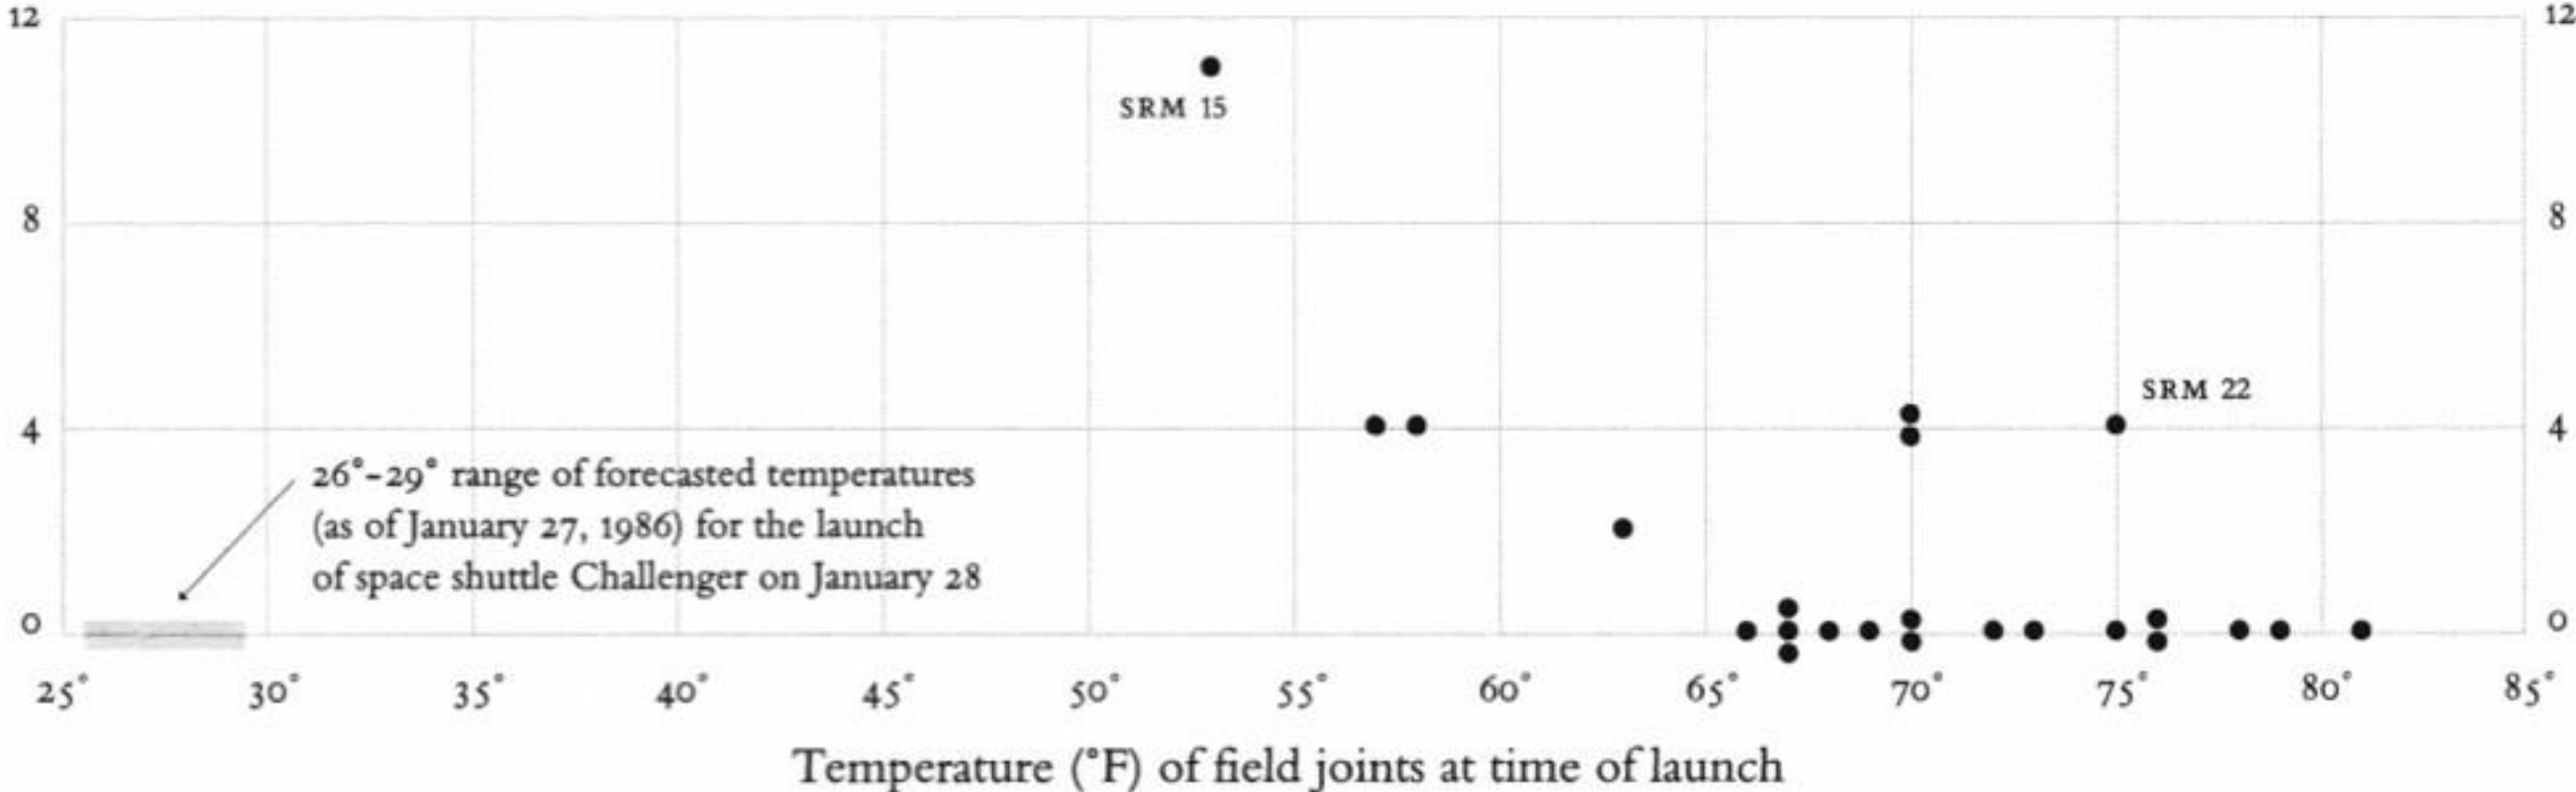 12 12
SRM 15
8 8
SRM 22
4 4
26°-29° range of forecasted temperatures
(as of January 27, 1986) for the launch
of space shuttle Challenger on January 28
0 0
25° 30° 35° 40° 45° 50° 55° 60° 65° 70° 75° 80° 85°
Temperature (°F) of field joints at time of launch